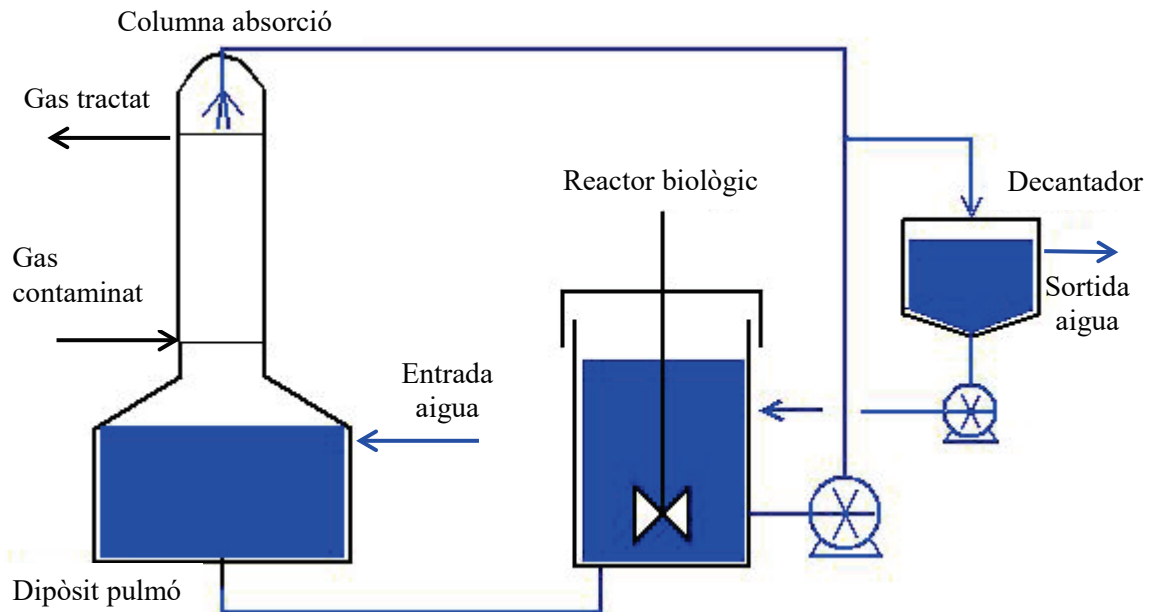 Columna absorció
Gas tractat
Reactor biològic
Decantador
Gas
contaminat
Sortida
aigua
Entrada
aigua
Dipòsit pulmó